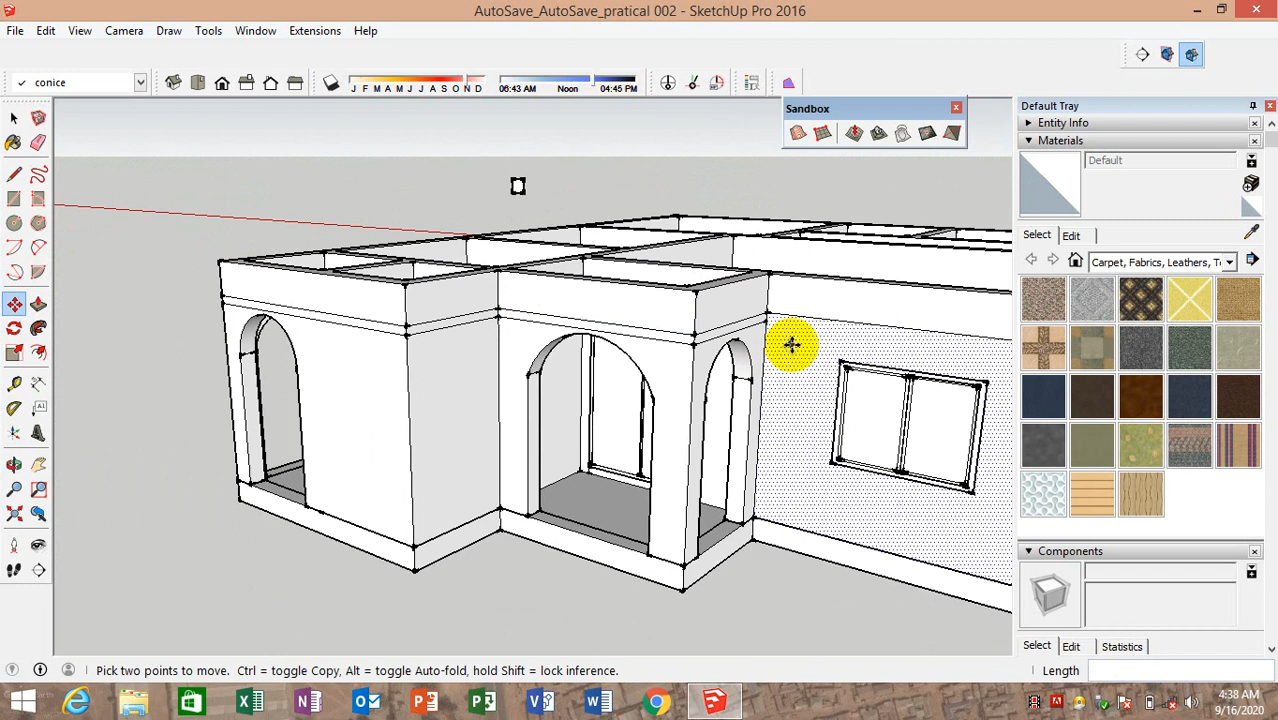 AutoSave_AutoSave_pratical 002 - SketchUp Pro 2016
File Edit View Camera Draw Tools Window Extensions Help
conice
J F M A M J J A S O N D
06:43 AM Noon 04:45 PM
Sandbox
Default Tray
Entity Info
Materials
Default
Select Edit
Carpet, Fabrics, Leathers, Te
Components
Select Edit Statistics
Pick two points to move. Ctrl = toggle Copy, Alt = toggle Auto-fold, hold Shift = lock inference.
Length
4:38 AM
9/16/2020